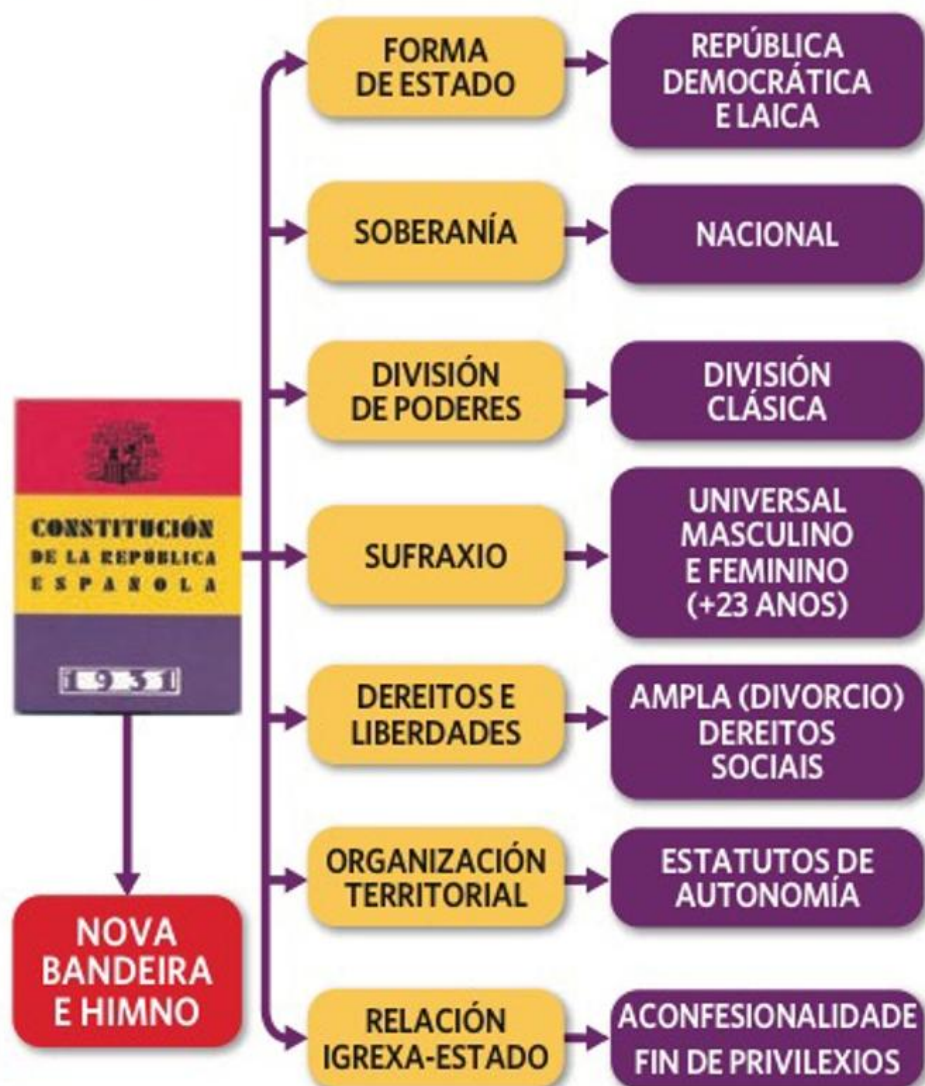 FORMA
DE ESTADO
REPÚBLICA
DEMOCRÁTICA
E LAICA
SOBERANÍA
NACIONAL
DIVISIÓN
DE PODERES
DIVISIÓN
CLÁSICA
CONSTITUCIÓN
DE LA REPÚBLICA
ESPAÑOLA
1931
SUFRAXIO
UNIVERSAL
MASCULINO
E FEMININO
(+23 ANOS)
DEREITOS E
LIBERDADES
AMPLA (DIVORCIO)
DEREITOS
SOCIAIS
ORGANIZACIÓN
TERRITORIAL
ESTATUTOS DE
AUTONOMÍA
NOVA
BANDEIRA
E HIMNO
RELACIÓN
IGREXA-ESTADO
ACONFESIONALIDADE
FIN DE PRIVILEXIOS